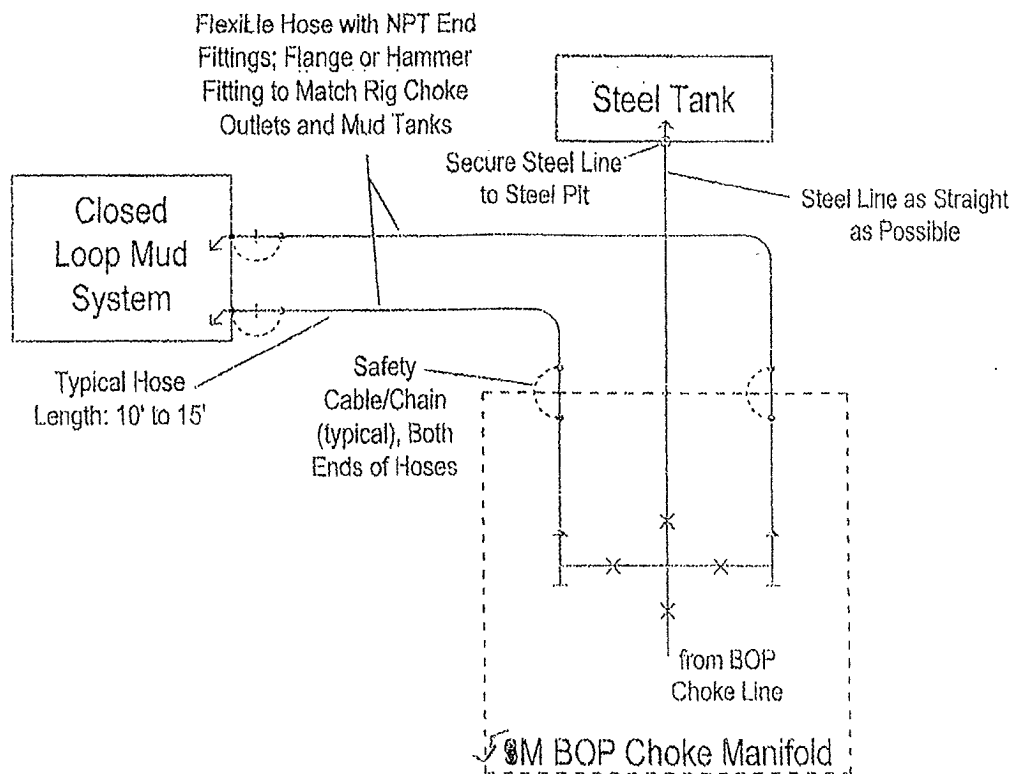 Flexible Hose with NPT End
Fittings; Flange or Hammer
Fitting to Match Rig Choke
Outlets and Mud Tanks
Steel Tank
Secure Steel Line
to Steel Pit
Steel Line as Straight
as Possible
Closed
Loop Mud
System
Typical Hose
Length: 10' to 15'
Safety
Cable/Chain
(typical), Both
Ends of Hoses
from BOP
Choke Line
BOP Choke Manifold